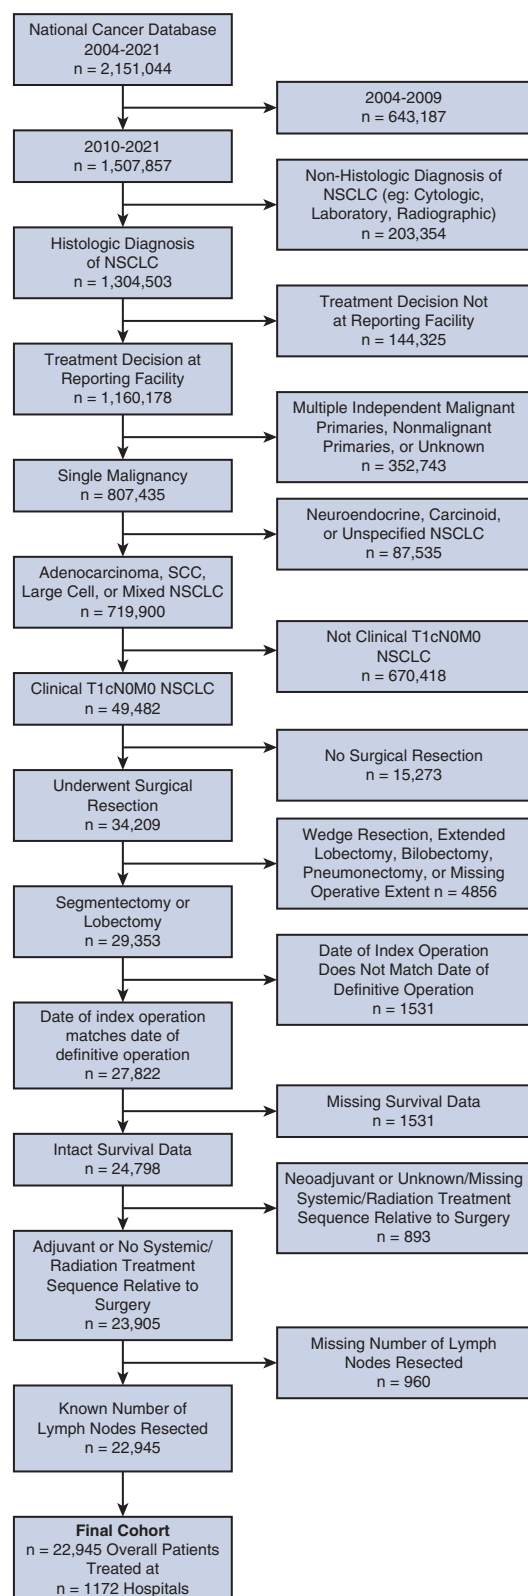 National Cancer Database
2004-2021
n = 2,151,044
2004-2009
n = 643,187
2010-2021
n = 1,507,857
Non-Histologic Diagnosis of
NSCLC (eg: Cytologic,
Laboratory, Radiographic)
n = 203,354
Histologic Diagnosis
of NSCLC
n = 1,304,503
Treatment Decision Not
at Reporting Facility
n = 144,325
Treatment Decision at
Reporting Facility
n = 1,160,178
Multiple Independent Malignant
Primaries, Nonmalignant
Primaries, or Unknown
n = 352,743
Single Malignancy
n = 807,435
Neuroendocrine, Carcinoid,
or Unspecified NSCLC
n = 87,535
Adenocarcinoma, SCC,
Large Cell, or Mixed NSCLC
n = 719,900
Not Clinical T1cN0M0
NSCLC
n = 670,418
Clinical T1cN0M0 NSCLC
n = 49,482
No Surgical Resection
n = 15,273
Underwent Surgical
Resection
n = 34,209
Wedge Resection, Extended
Lobectomy, Bilobectomy,
Pneumonectomy, or Missing
Operative Extent n = 4856
Segmentectomy or
Lobectomy
n = 29,353
Date of Index Operation
Does Not Match Date of
Definitive Operation
n = 1531
Date of index operation
matches date of
definitive operation
n = 27,822
Missing Survival Data
n = 1531
Intact Survival Data
n = 24,798
Neoadjuvant or Unknown/Missing
Systemic/Radiation Treatment
Sequence Relative to Surgery
n = 893
Adjuvant or No Systemic/
Radiation Treatment
Sequence Relative to
Surgery
n = 23,905
Missing Number of Lymph
Nodes Resected
n = 960
Known Number of
Lymph Nodes Resected
n = 22,945
Final Cohort
n = 22,945 Overall Patients
Treated at
n = 1172 Hospitals